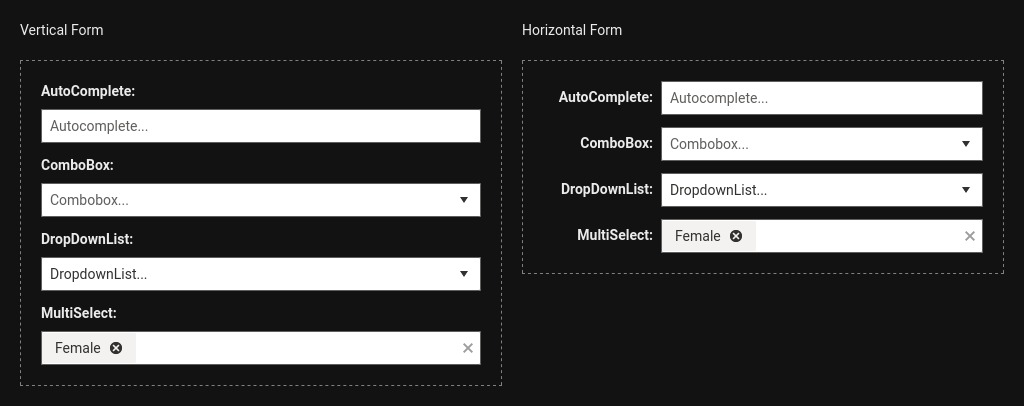 Vertical Form
AutoComplete:
Autocomplete...
ComboBox:
Combobox...
DropDownList:
DropdownList...
MultiSelect:
Female
Horizontal Form
AutoComplete: Autocomplete...
ComboBox: Combobox...
DropDownList: DropdownList...
MultiSelect: Female